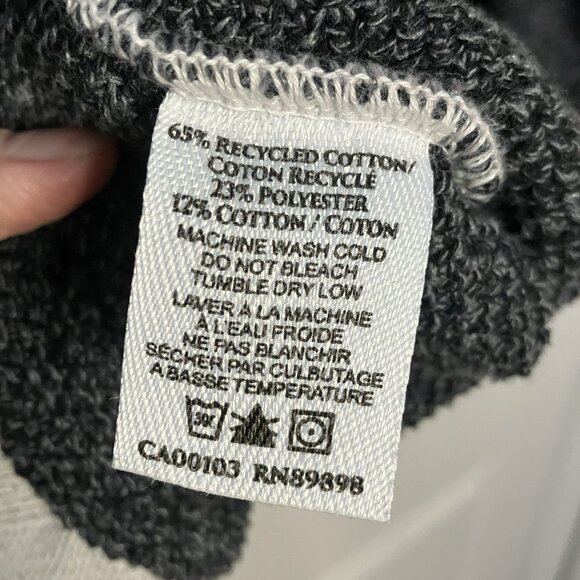 65% RECYCLED COTTON/
COTON RECYCLÉ
23% POLYESTER
12% COTTON / COTON
MACHINE WASH COLD
DO NOT BLEACH
TUMBLE DRY LOW
LAVER À LA MACHINE
À L'EAU FROIDE
NE PAS BLANCHIR
SÉCHER PAR CULBUTAGE
A BASSE TEMPÉRATURE
30C
CA00103 RN89898